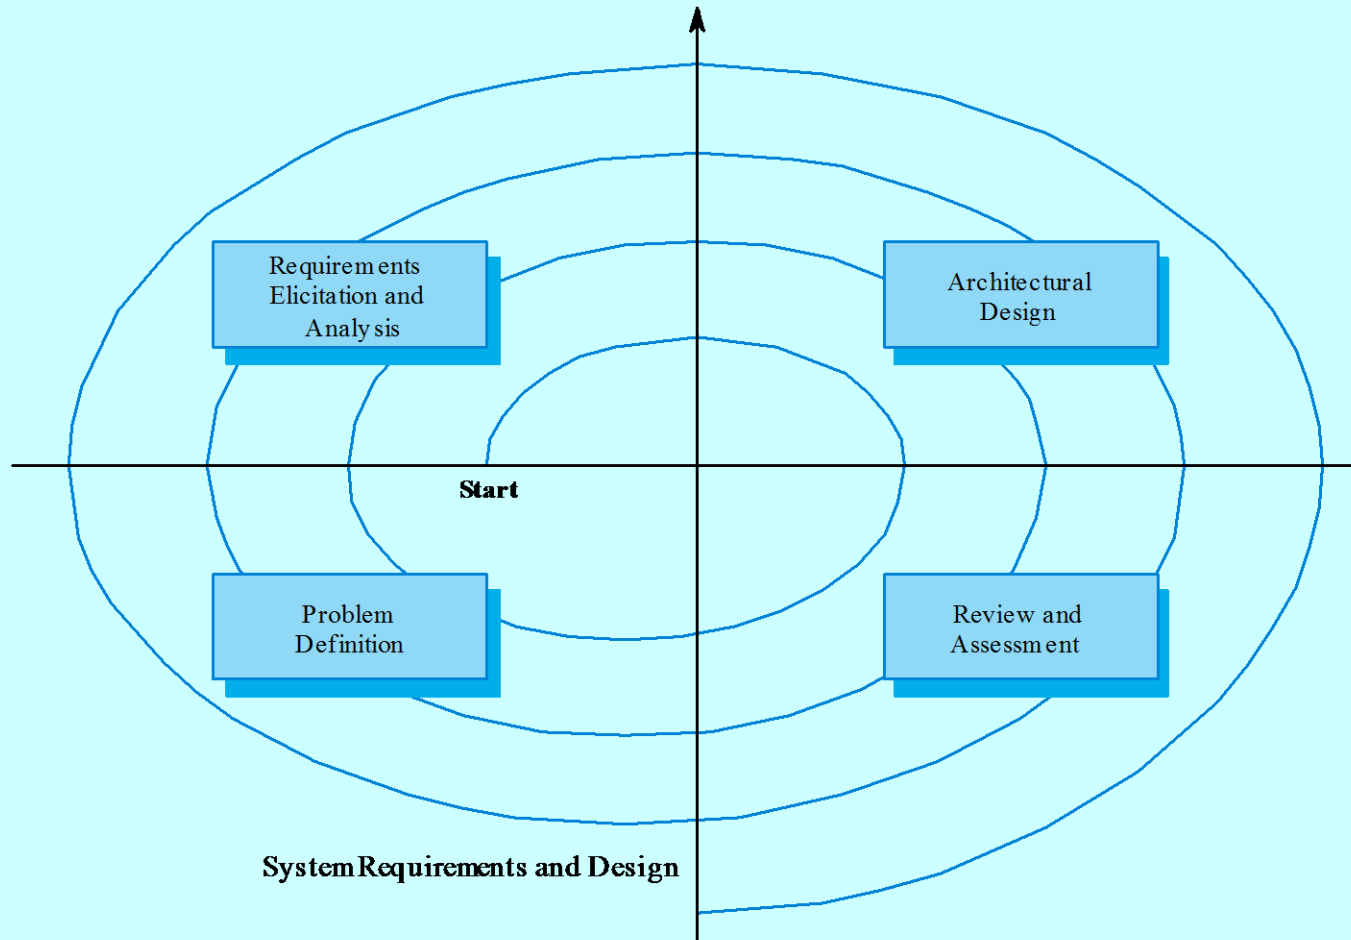 Requirements
Elicitation and
Analysis
Architectural
Design
Start
Problem
Definition
Review and
Assessment
System Requirements and Design